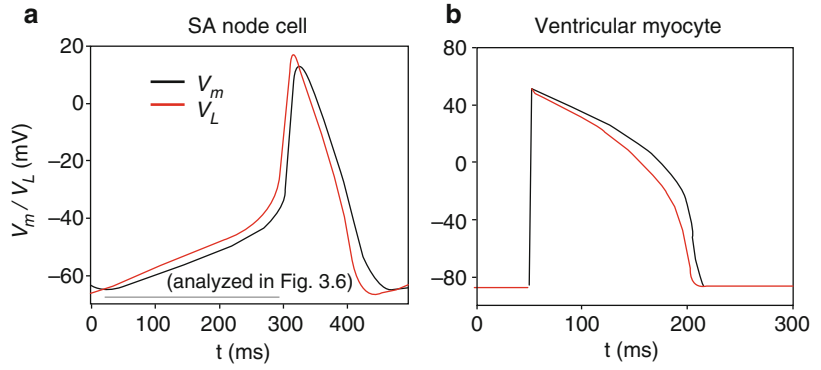 a
SA node cell
20
0
−20
−40
−60
V_m / V_L (mV)
V_m
V_L
(analyzed in Fig. 3.6)
0 100 200 300 400
t (ms)
b
Ventricular myocyte
80
40
0
−40
−80
0 100 200 300
t (ms)